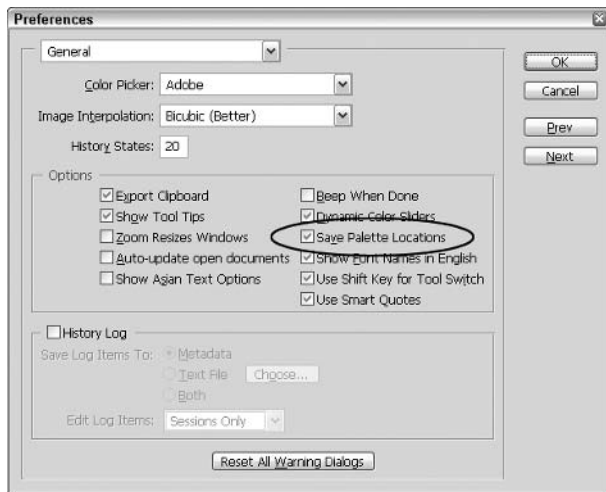 Preferences
General
OK
Color Picker: Adobe
Cancel
Image Interpolation: Bicubic (Better)
Prev
History States: 20
Next
Options
Export Clipboard
Beep When Done
Show Tool Tips
Dynamic Color Sliders
Zoom Resizes Windows
Save Palette Locations
Auto-update open documents
Show Font Names in English
Show Asian Text Options
Use Shift Key for Tool Switch
Use Smart Quotes
History Log
Save Log Items To: Metadata
Text File Choose...
Both
Edit Log Items: Sessions Only
Reset All Warning Dialogs